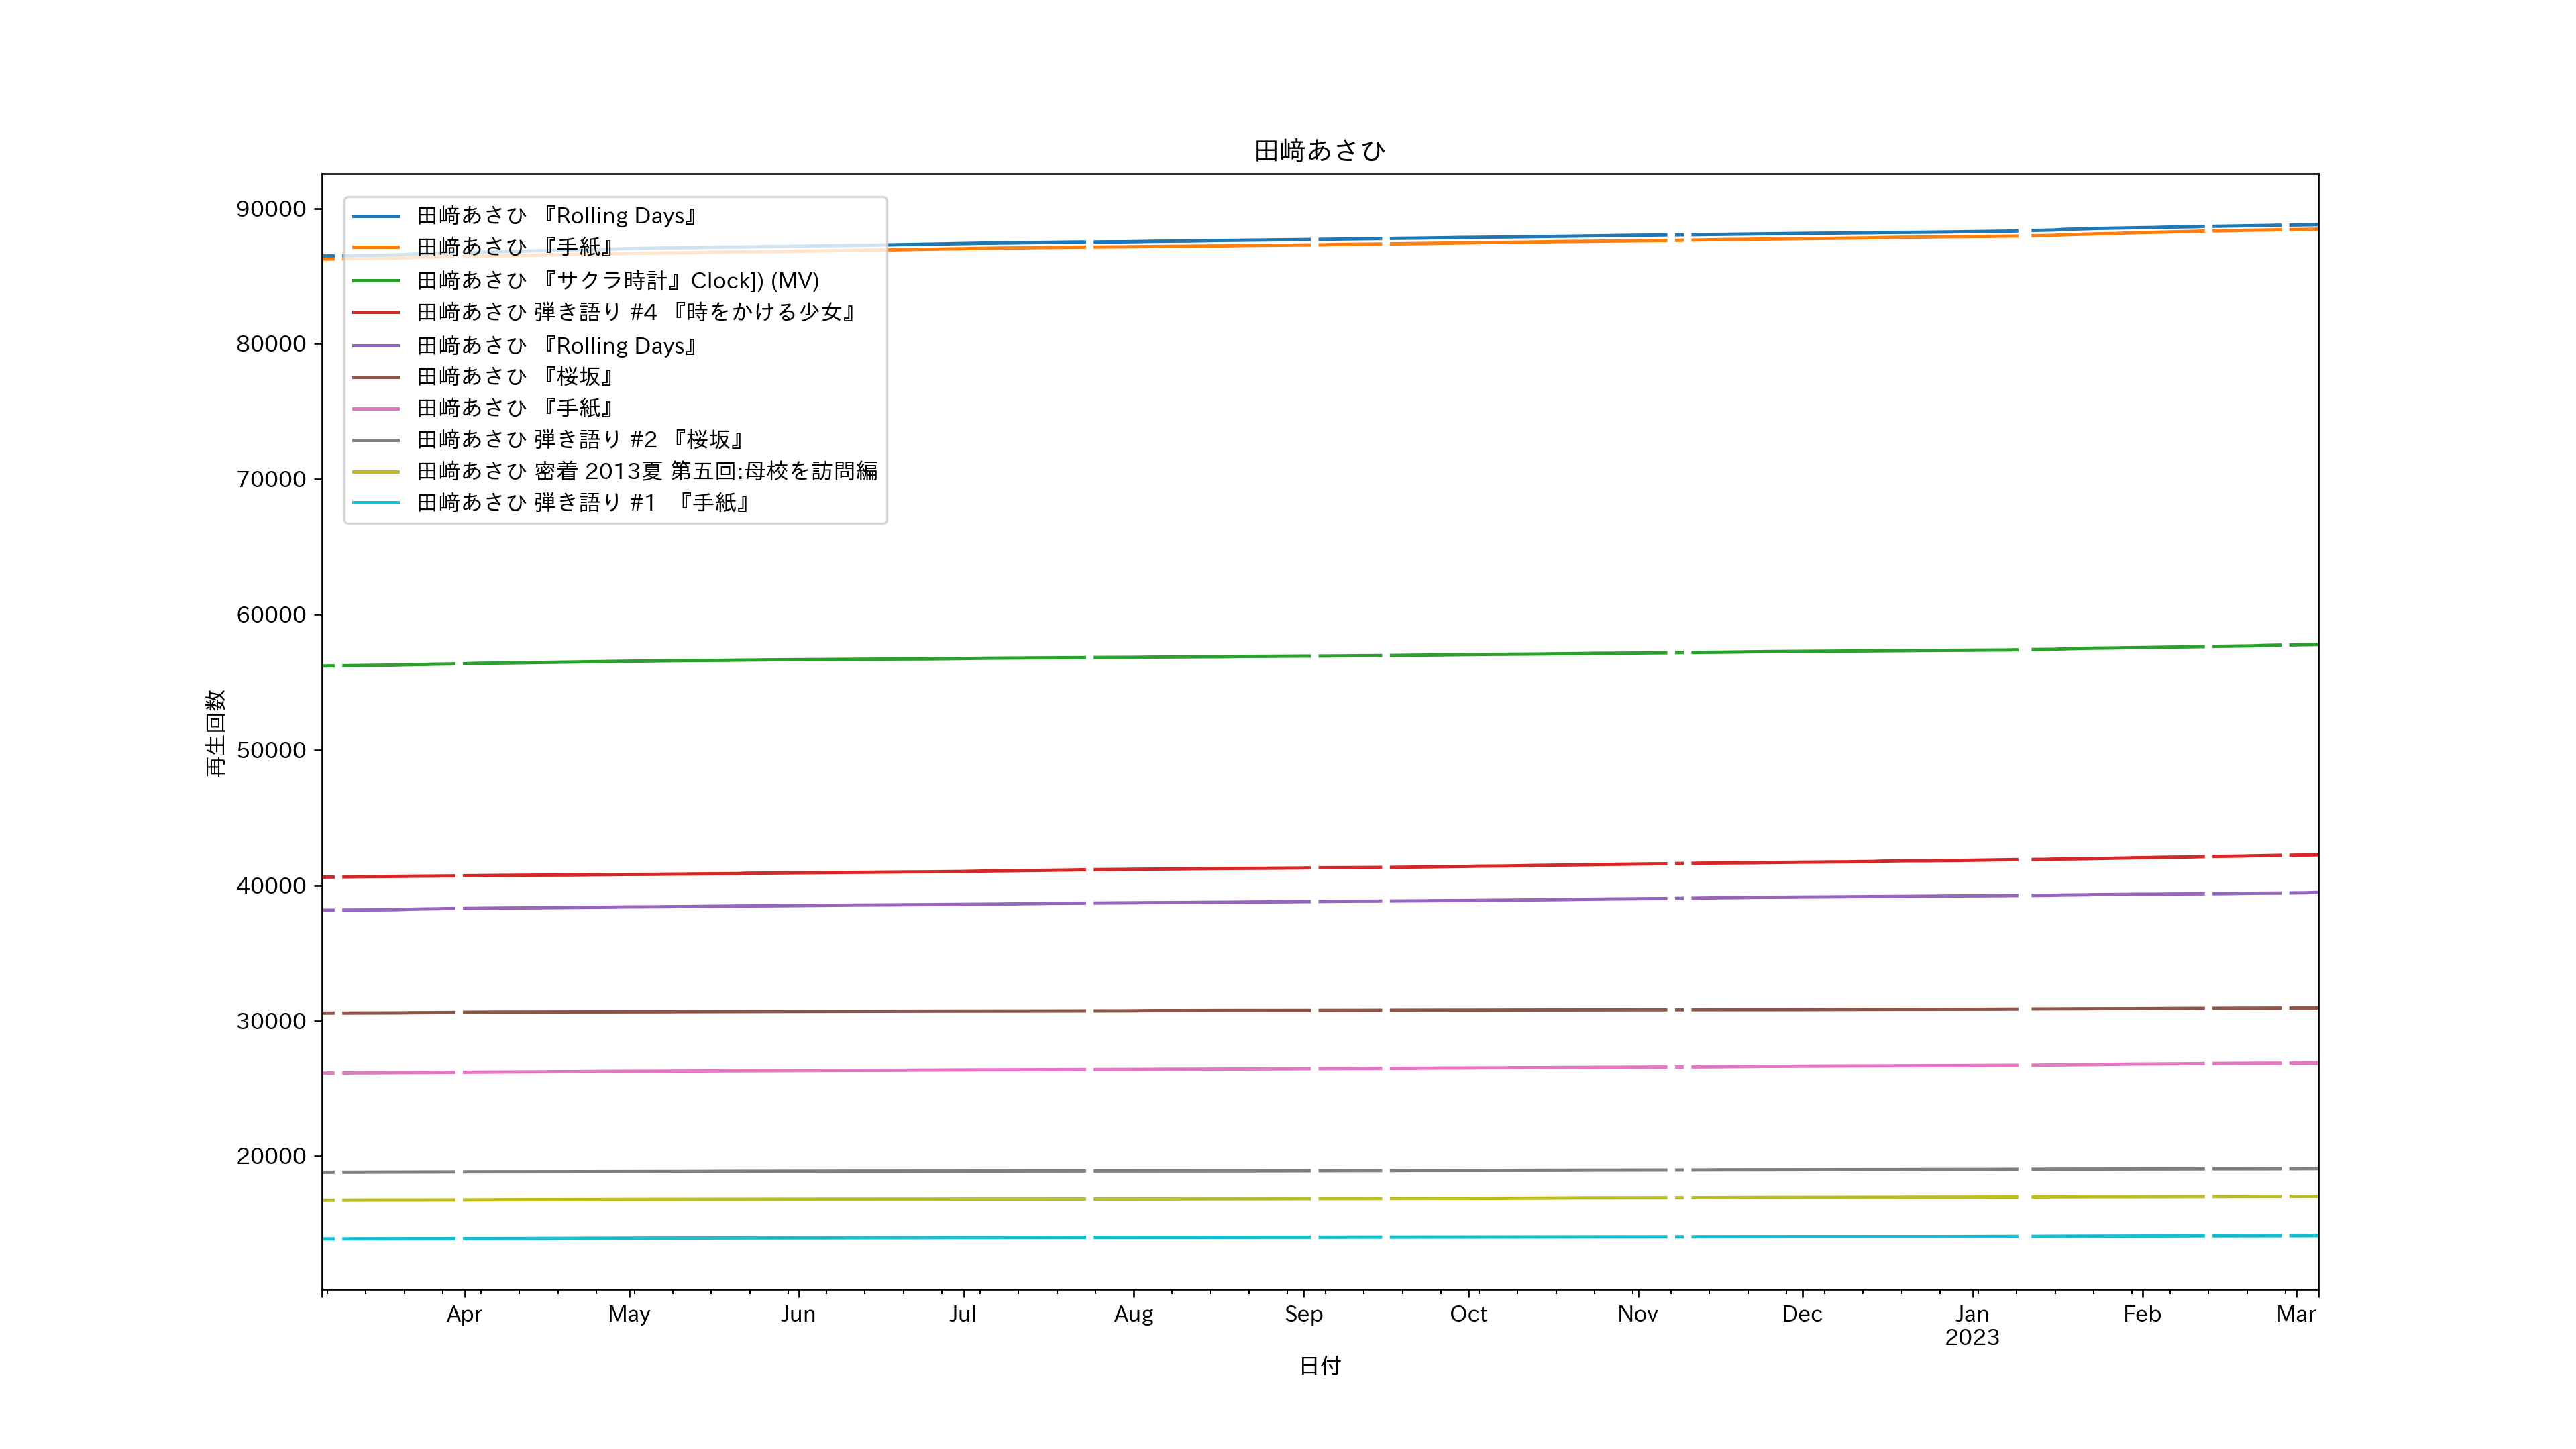 田﨑あさひ
90000
80000
70000
60000
50000
40000
30000
20000
再生回数
田﨑あさひ 『Rolling Days』
田﨑あさひ 『手紙』
田﨑あさひ 『サクラ時計』Clock]) (MV)
田﨑あさひ 弾き語り #4 『時をかける少女』
田﨑あさひ 『Rolling Days』
田﨑あさひ 『桜坂』
田﨑あさひ 『手紙』
田﨑あさひ 弾き語り #2 『桜坂』
田﨑あさひ 密着 2013夏 第五回:母校を訪問編
田﨑あさひ 弾き語り #1 『手紙』
Apr May Jun Jul Aug Sep Oct Nov Dec Jan Feb Mar
2023
日付